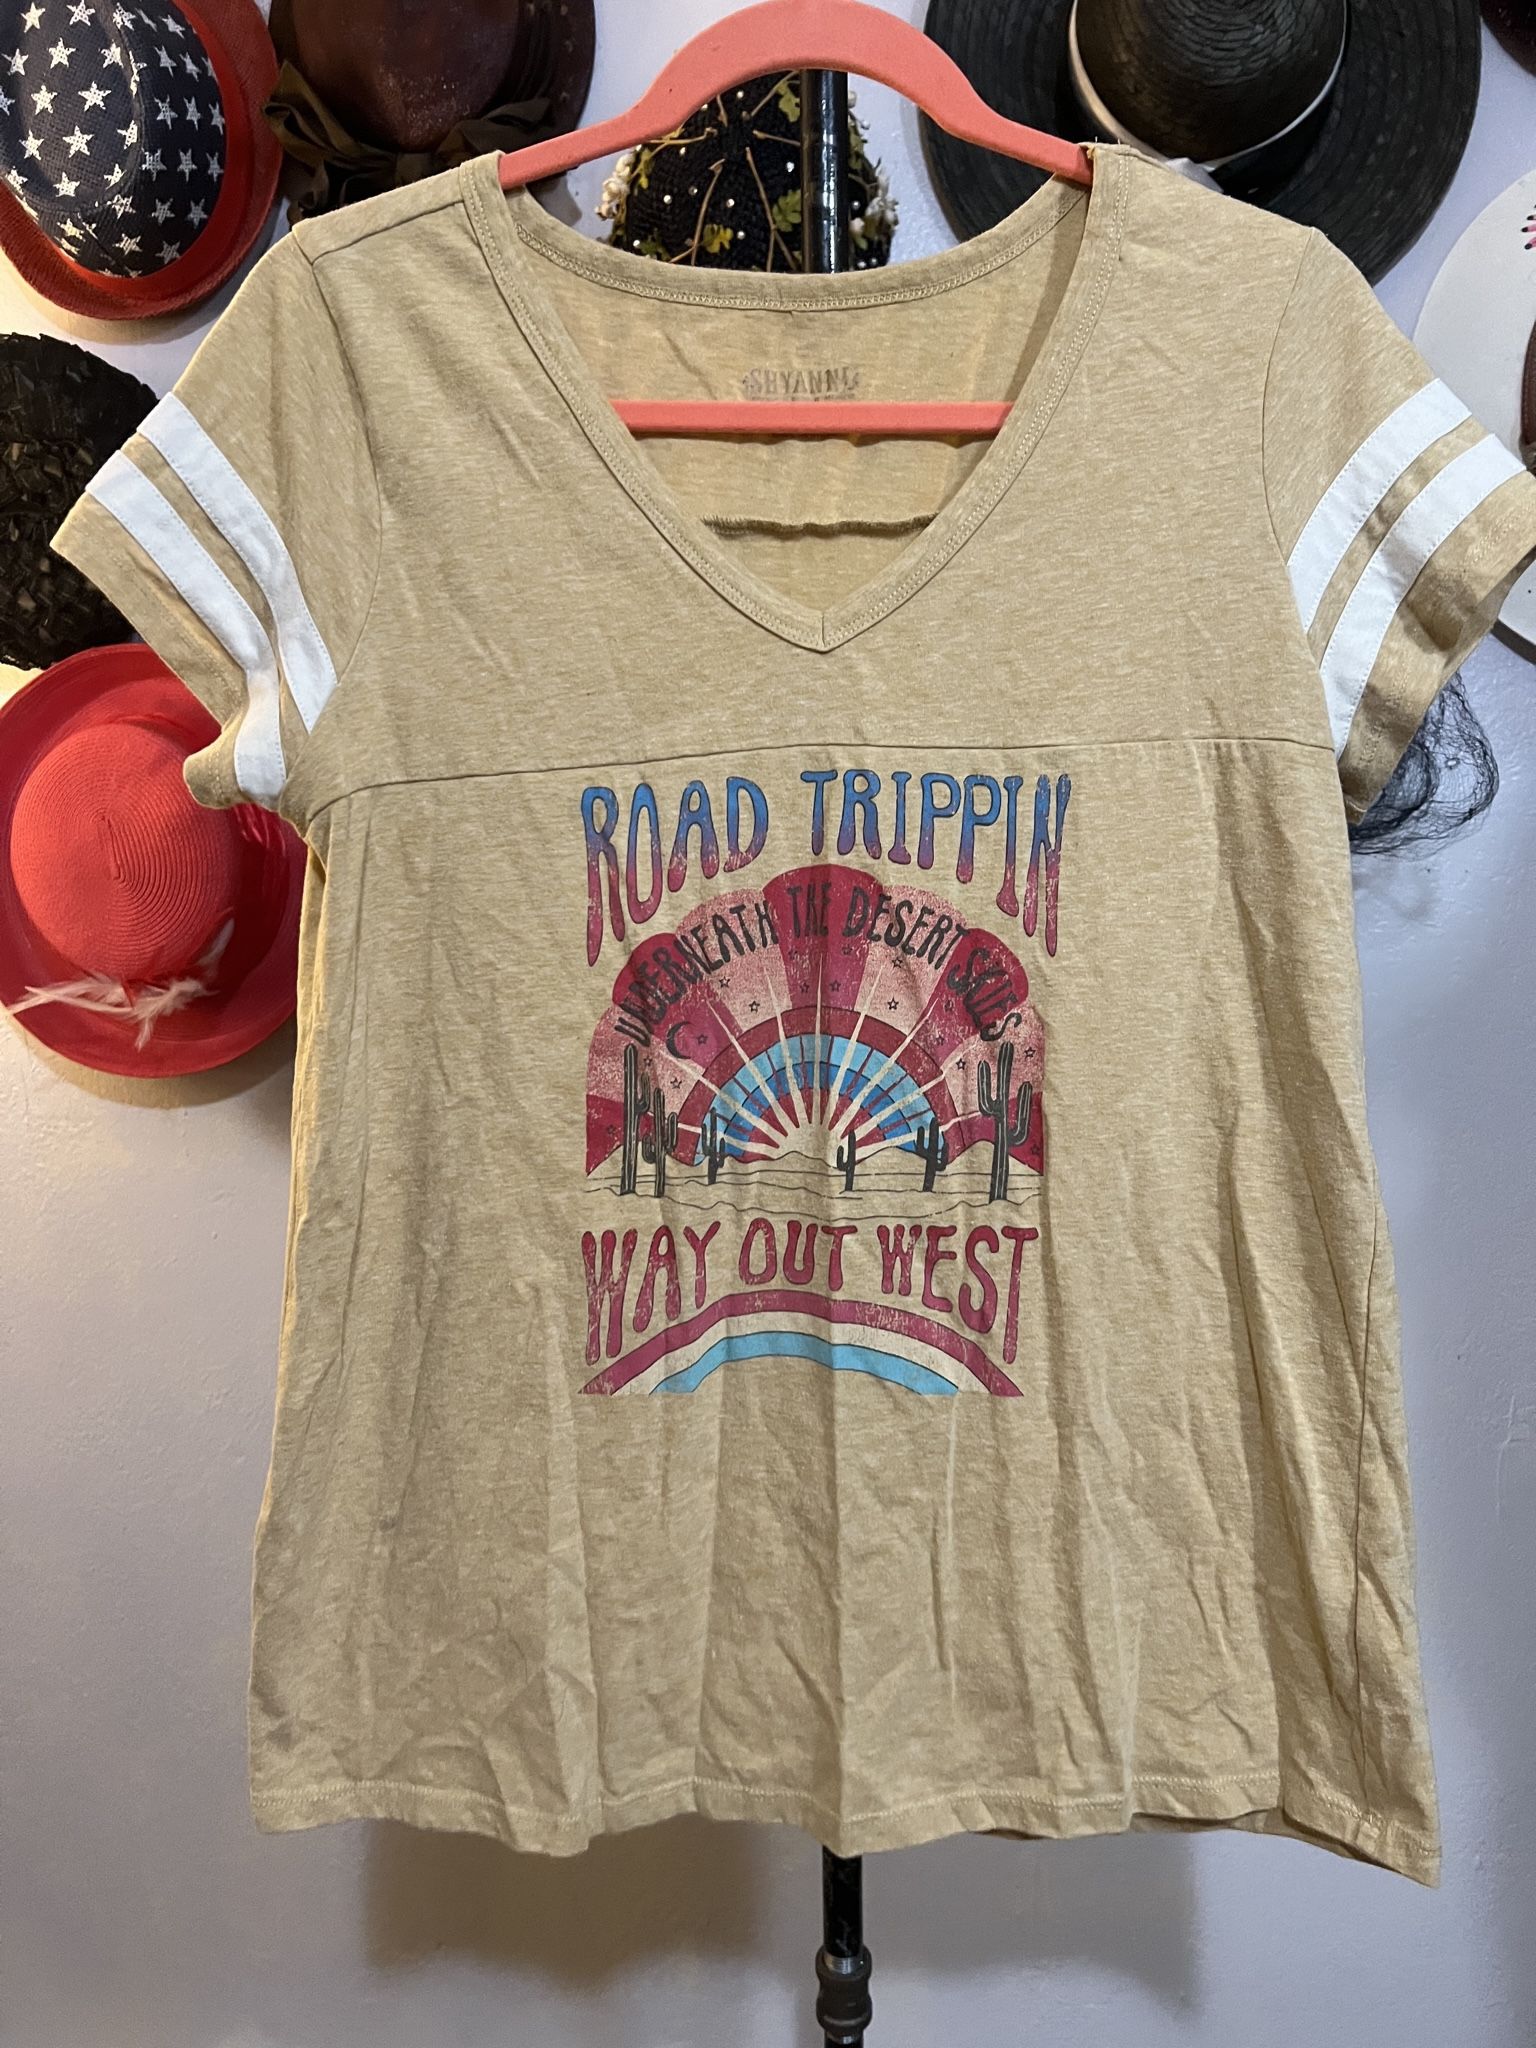 SHYANNE
ROAD TRIPPIN
UNDERNEATH THE DESERT SKIES
WAY OUT WEST